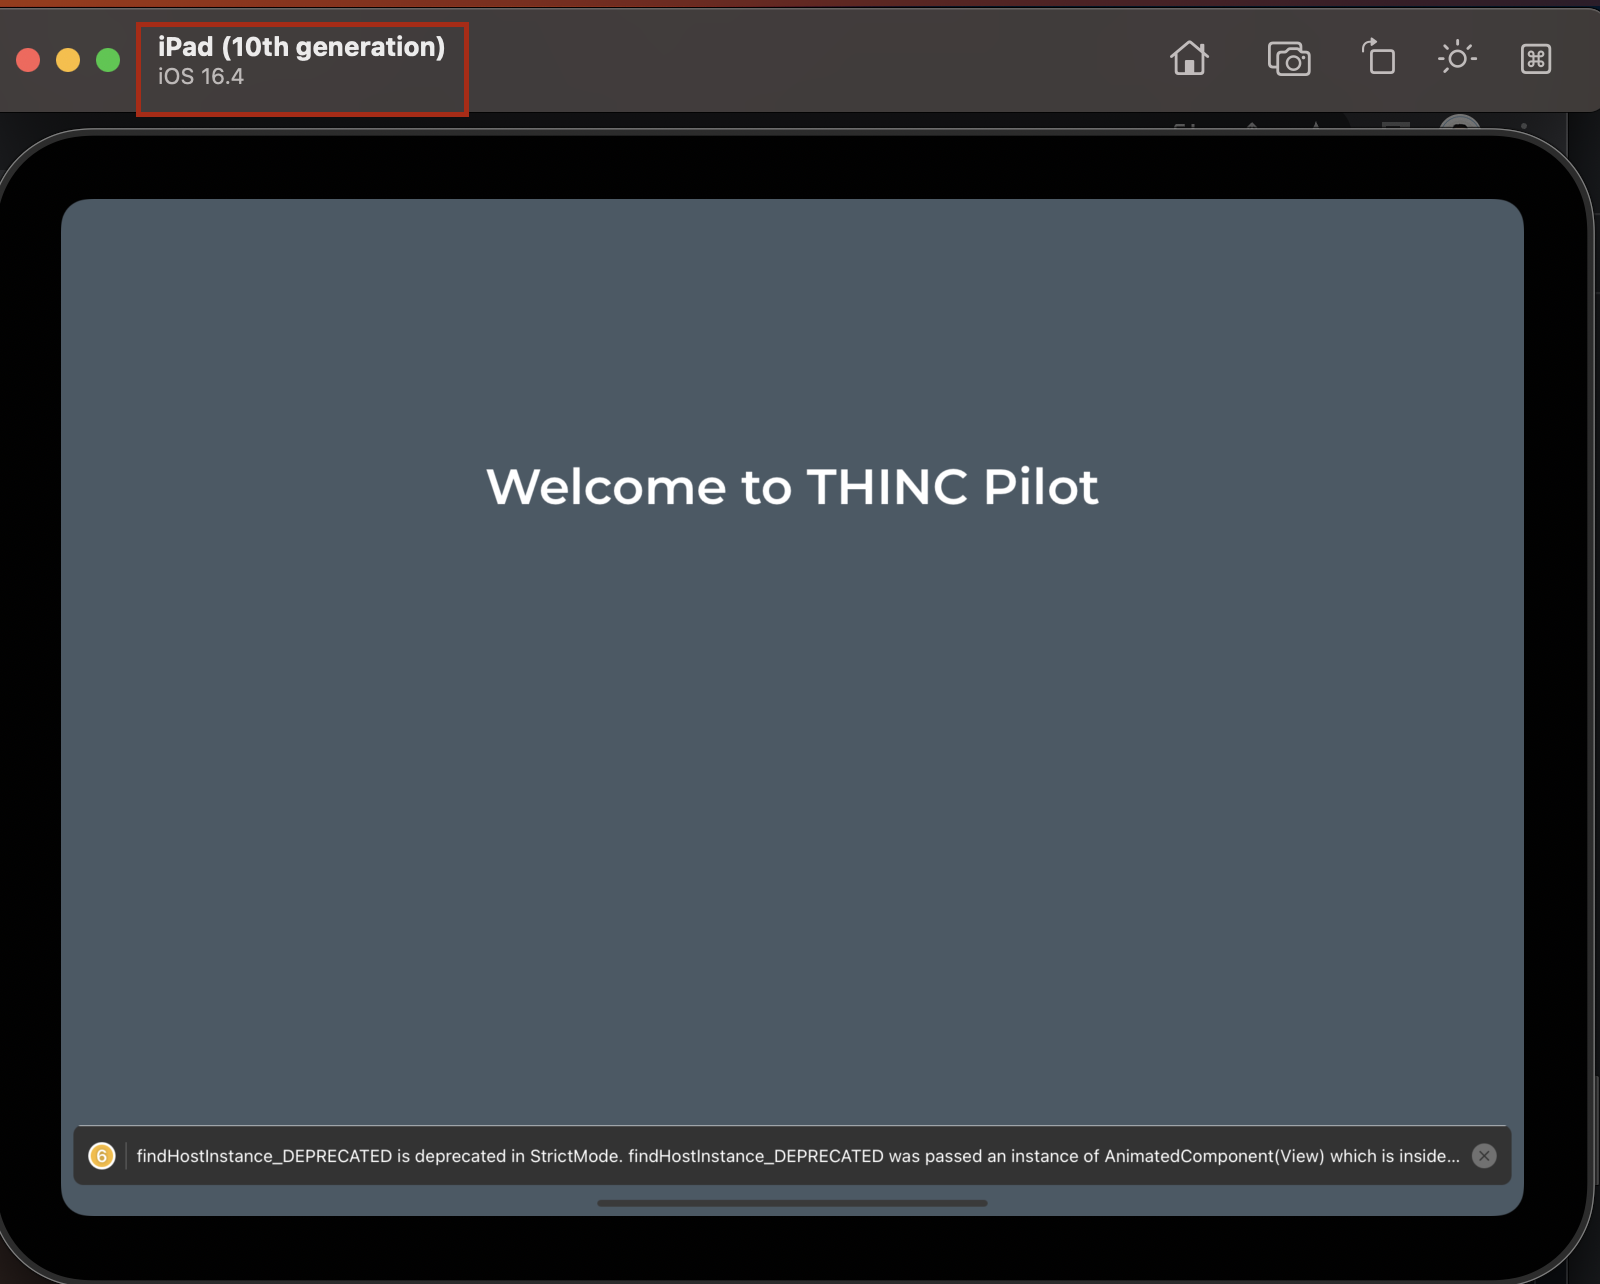 iPad (10th generation)
iOS 16.4
Welcome to THINC Pilot
6 findHostInstance_DEPRECATED is deprecated in StrictMode. findHostInstance_DEPRECATED was passed an instance of AnimatedComponent(View) which is inside...